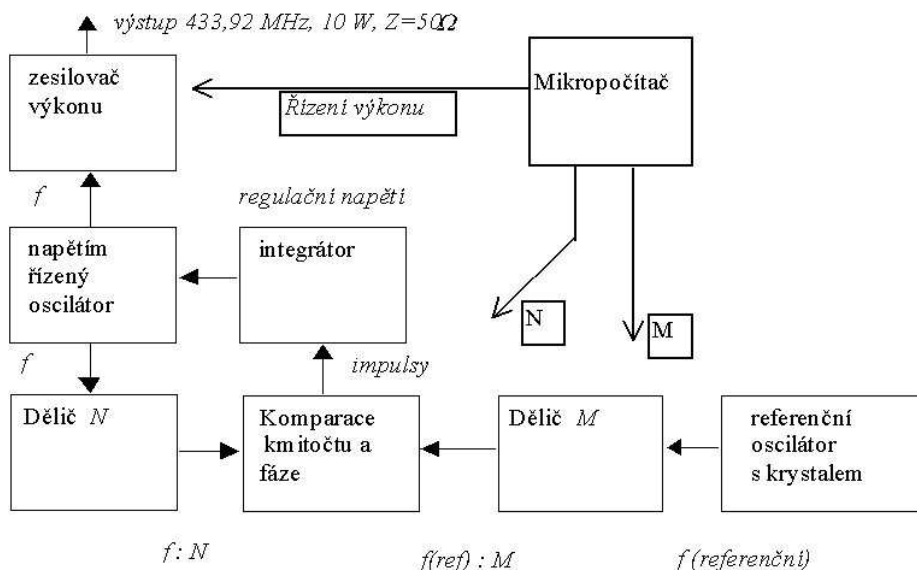 výstup 433,92 MHz, 10 W, Z=50Ω
zesilovač
výkonu
Mikropočítač
Řízení výkonu
f
regulační napětí
napětím
řízený
oscilátor
integrátor
N
M
f
impulsy
Dělič N
Komparace
kmitočtu a
fáze
Dělič M
referenční
oscilátor
s krystalem
f : N
f(ref) : M
f (referenční)